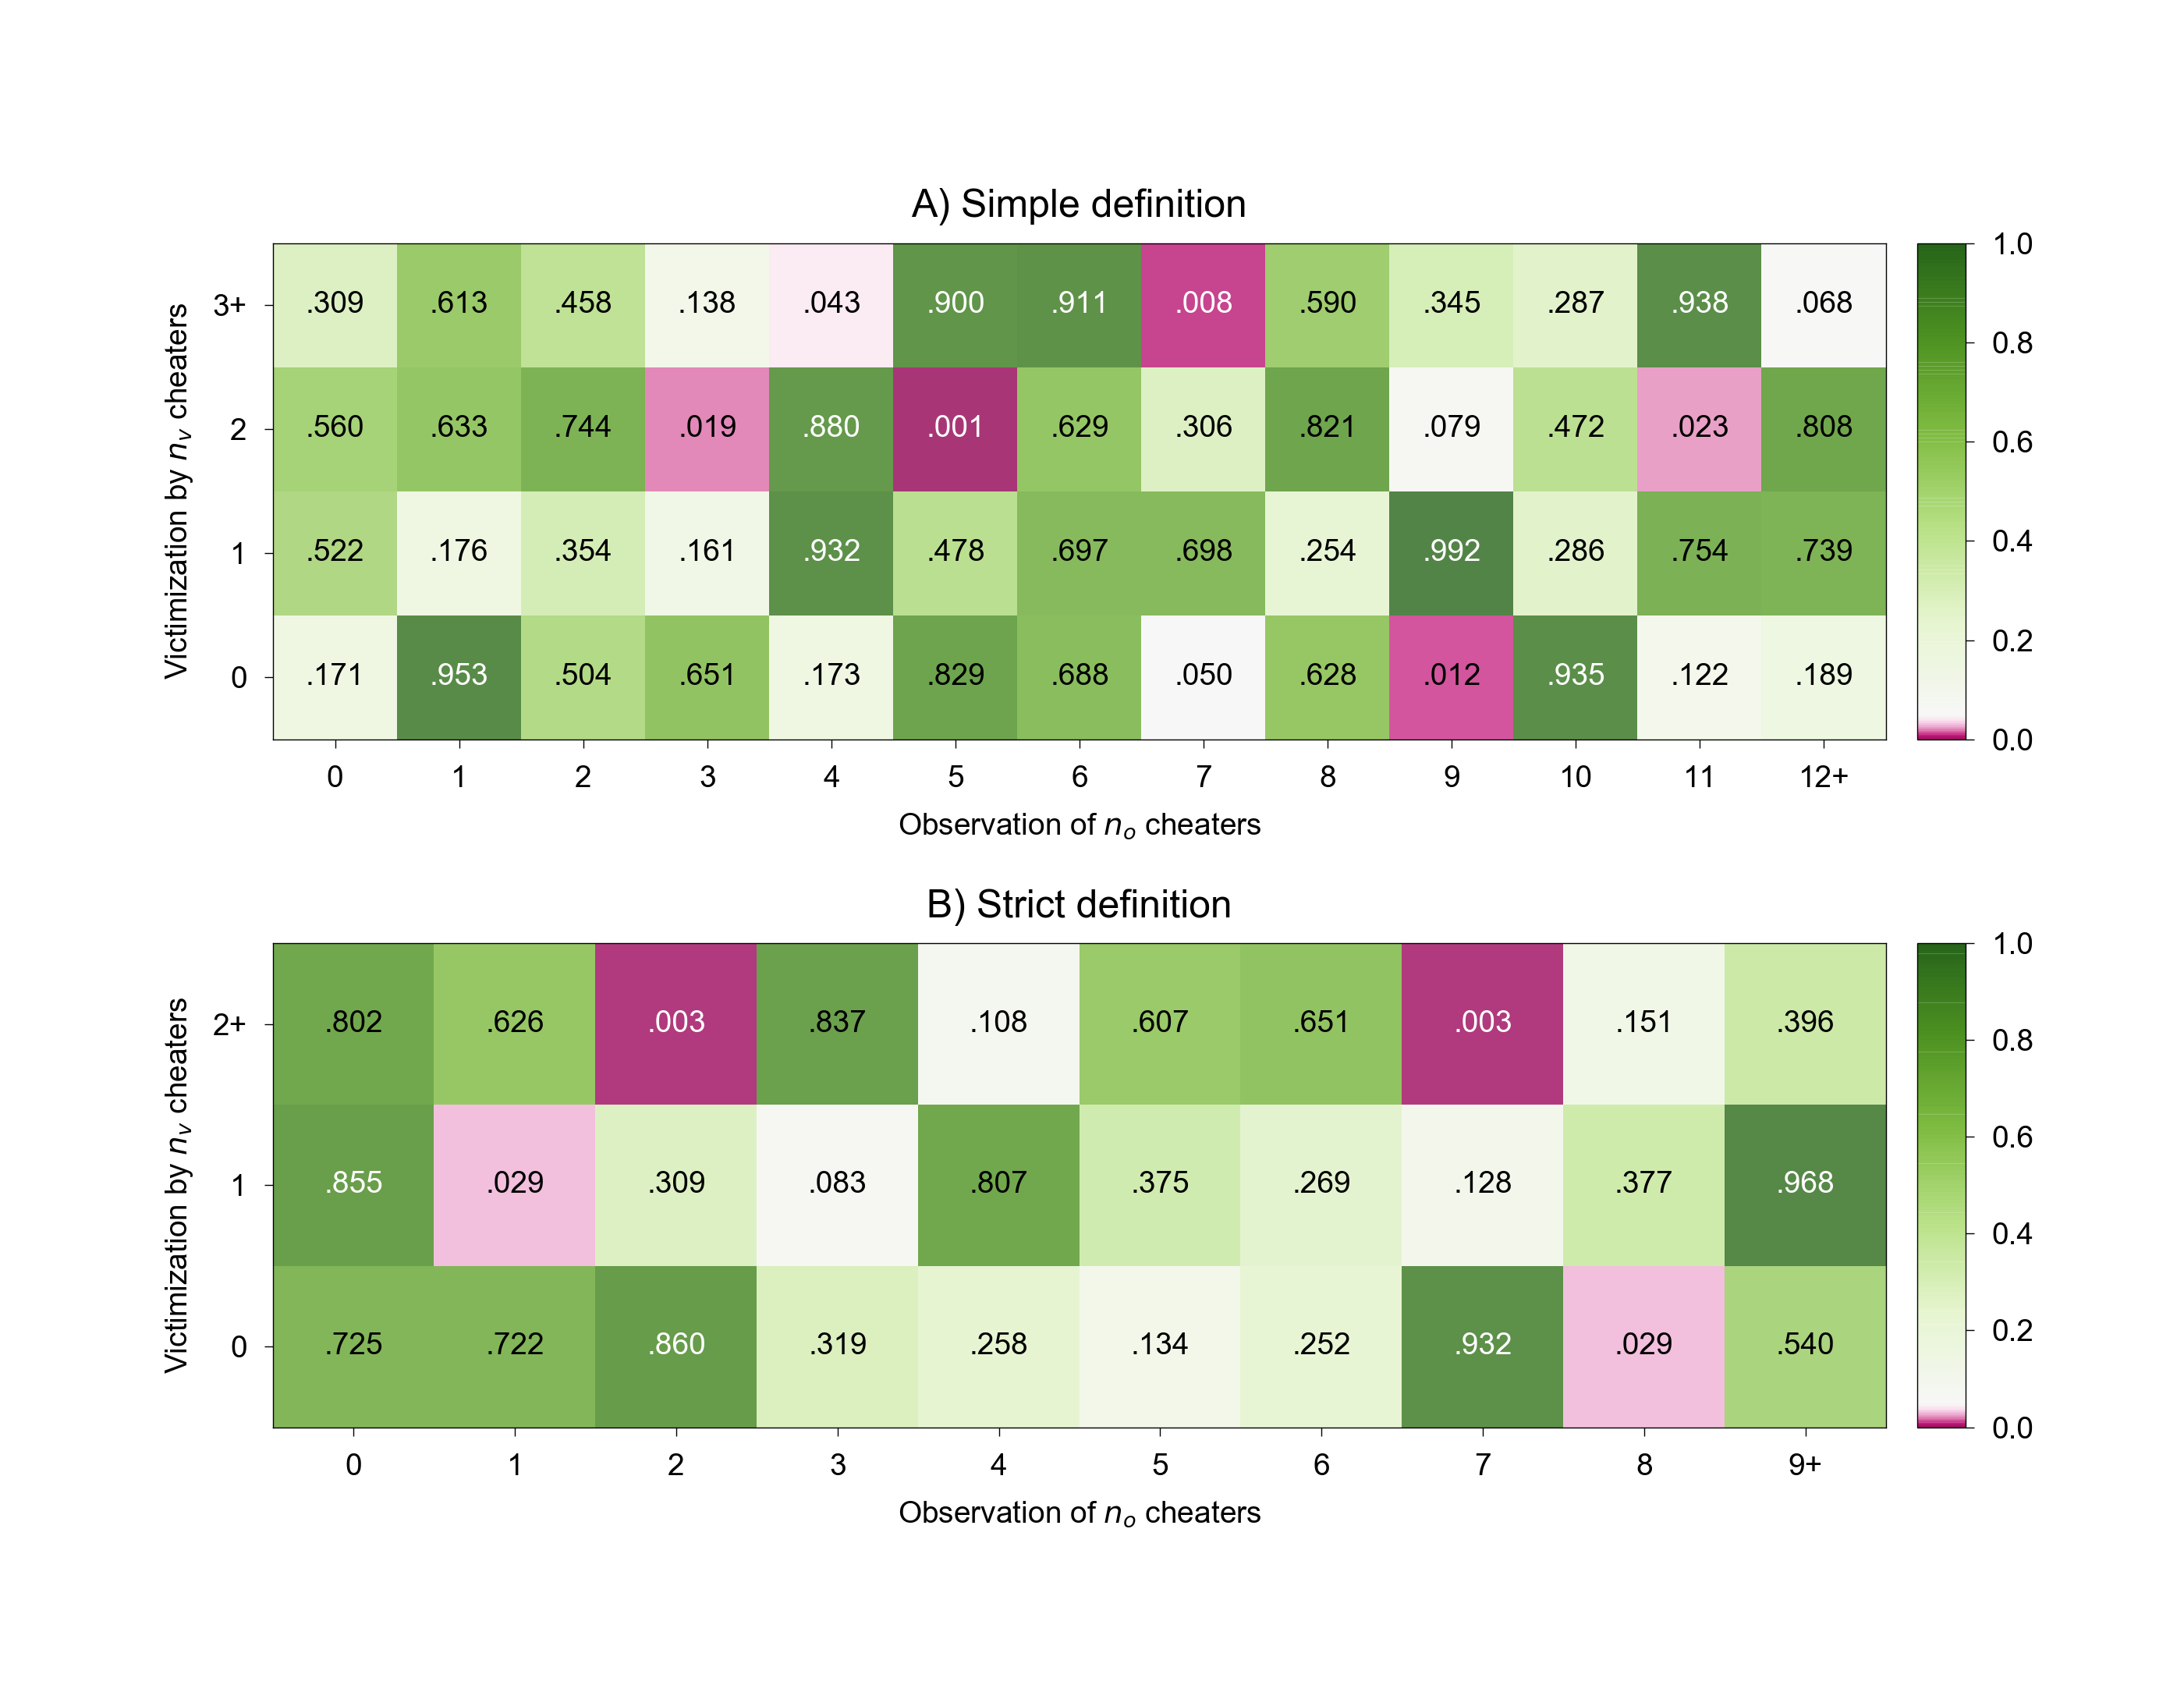 A) Simple definition
3+ .309 .613 .458 .138 .043 .900 .911 .008 .590 .345 .287 .938 .068
2 .560 .633 .744 .019 .880 .001 .629 .306 .821 .079 .472 .023 .808
1 .522 .176 .354 .161 .932 .478 .697 .698 .254 .992 .286 .754 .739
0 .171 .953 .504 .651 .173 .829 .688 .050 .628 .012 .935 .122 .189
0 1 2 3 4 5 6 7 8 9 10 11 12+
Observation of n_o cheaters
Victimization by n_v cheaters
1.0
0.8
0.6
0.4
0.2
0.0
B) Strict definition
2+ .802 .626 .003 .837 .108 .607 .651 .003 .151 .396
1 .855 .029 .309 .083 .807 .375 .269 .128 .377 .968
0 .725 .722 .860 .319 .258 .134 .252 .932 .029 .540
0 1 2 3 4 5 6 7 8 9+
Observation of n_o cheaters
Victimization by n_v cheaters
1.0
0.8
0.6
0.4
0.2
0.0